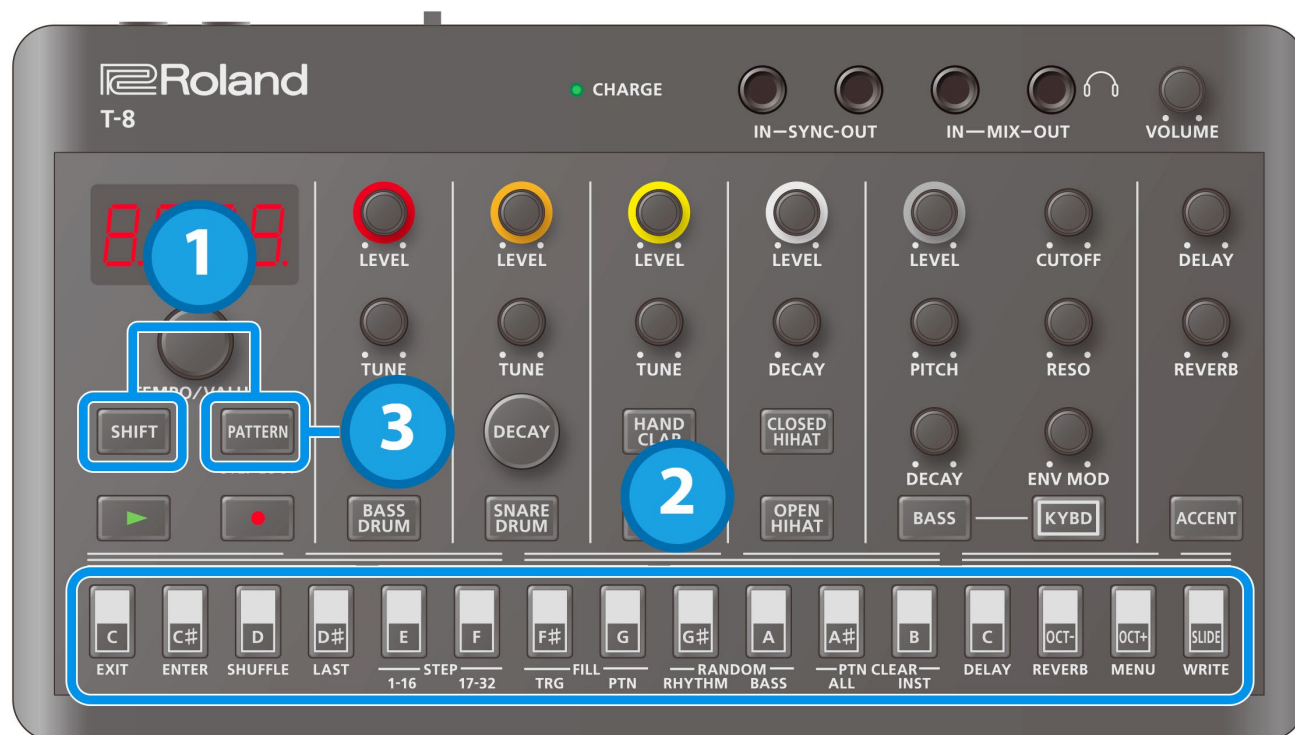 Roland
T-8
CHARGE
IN–SYNC-OUT
IN—MIX–OUT
VOLUME
1
LEVEL LEVEL LEVEL LEVEL LEVEL CUTOFF DELAY
TUNE TUNE TUNE DECAY PITCH RESO REVERB
SHIFT PATTERN
3
DECAY
HAND
CLAP
CLOSED
HIHAT
DECAY ENV MOD
2
BASS
DRUM
SNARE
DRUM
OPEN
HIHAT
BASS
KYBD
ACCENT
C C# D D# E F F# G G# A A# B C OCT- OCT+ SLIDE
EXIT ENTER SHUFFLE LAST STEP FILL RANDOM PTN CLEAR DELAY REVERB MENU WRITE
1-16 17-32 TRG PTN RHYTHM BASS ALL INST